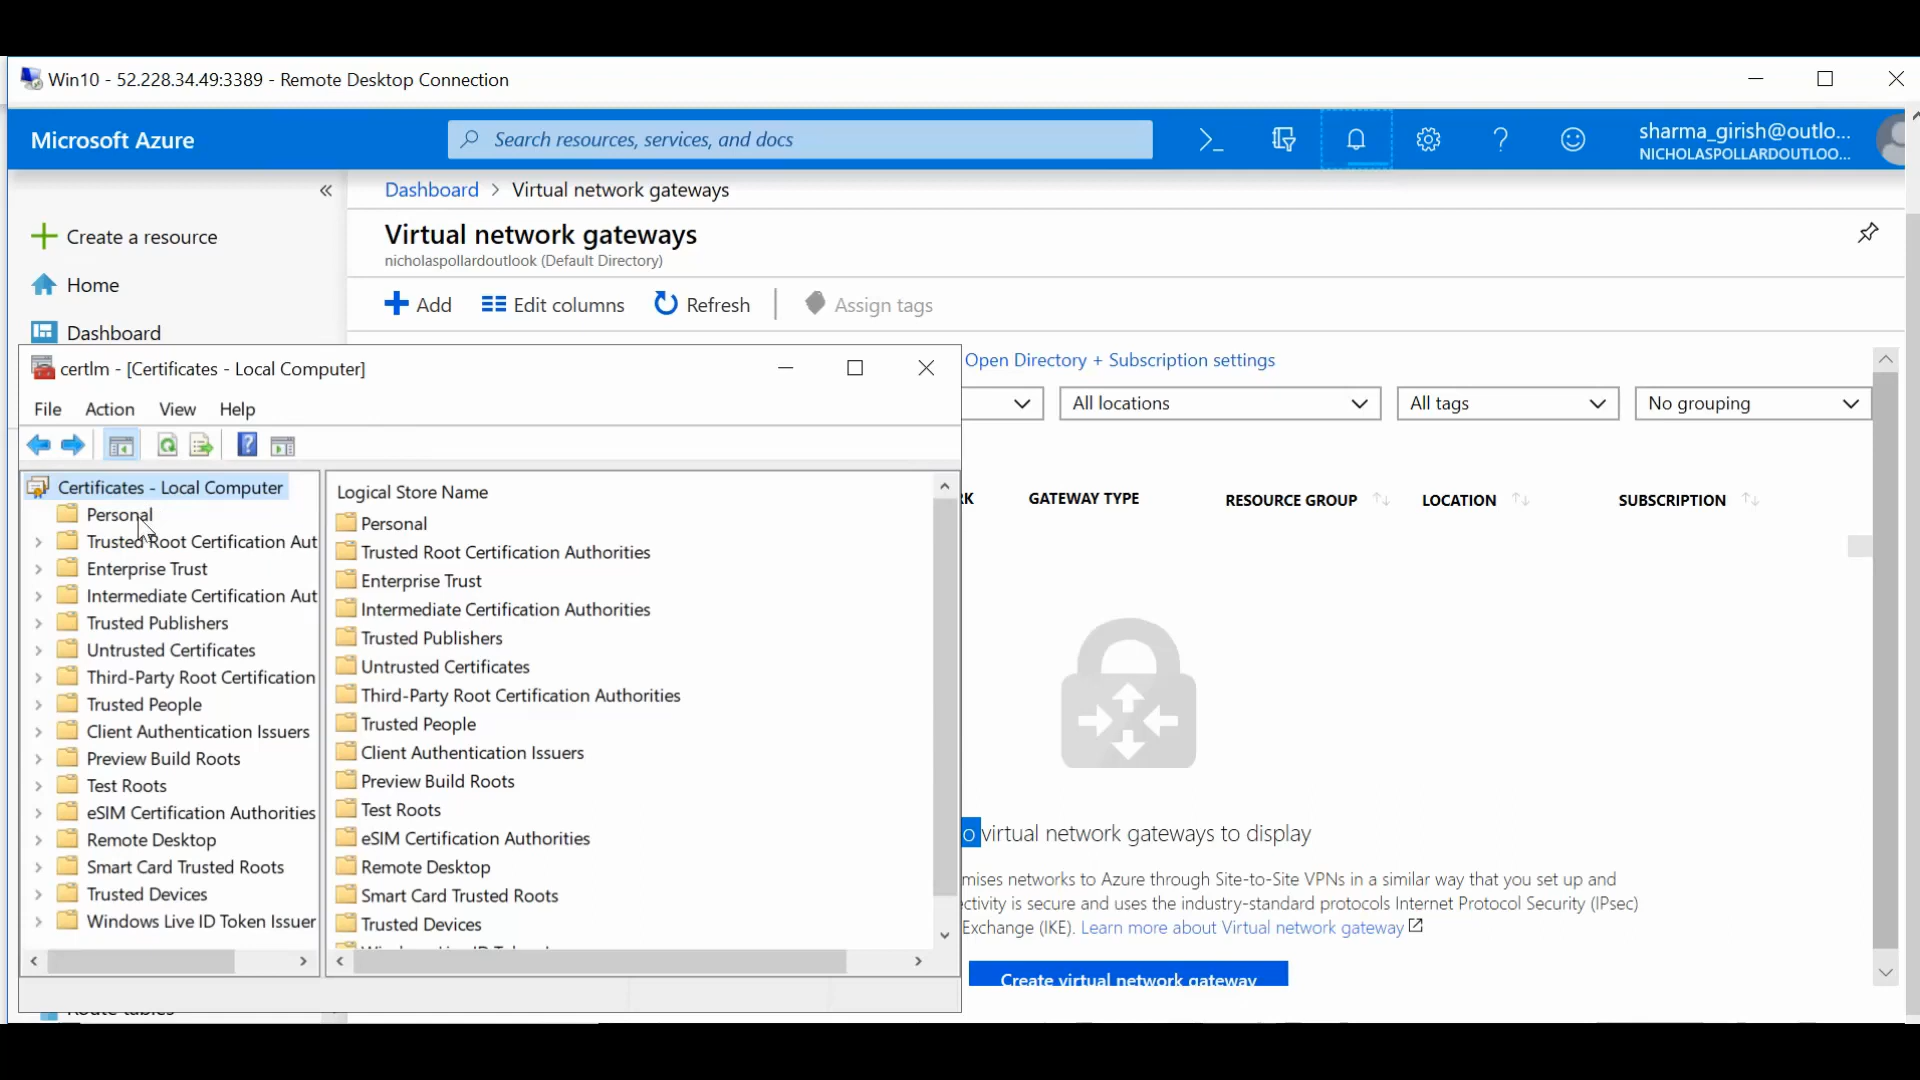 Win10 - 52.228.34.49:3389 - Remote Desktop Connection
Microsoft Azure
Search resources, services, and docs
sharma_girish@outlo...
NICHOLASPOLLARDOUTLOO...
Dashboard > Virtual network gateways
Create a resource
Home
Dashboard
Virtual network gateways
nicholaspollardoutlook (Default Directory)
Add Edit columns Refresh Assign tags
Open Directory + Subscription settings
All locations All tags No grouping
GATEWAY TYPE RESOURCE GROUP LOCATION SUBSCRIPTION
certlm - [Certificates - Local Computer]
File Action View Help
Certificates - Local Computer
Personal
Trusted Root Certification Aut
Enterprise Trust
Intermediate Certification Aut
Trusted Publishers
Untrusted Certificates
Third-Party Root Certification
Trusted People
Client Authentication Issuers
Preview Build Roots
Test Roots
eSIM Certification Authorities
Remote Desktop
Smart Card Trusted Roots
Trusted Devices
Windows Live ID Token Issuer
Logical Store Name
Personal
Trusted Root Certification Authorities
Enterprise Trust
Intermediate Certification Authorities
Trusted Publishers
Untrusted Certificates
Third-Party Root Certification Authorities
Trusted People
Client Authentication Issuers
Preview Build Roots
Test Roots
eSIM Certification Authorities
Remote Desktop
Smart Card Trusted Roots
Trusted Devices
o virtual network gateways to display
mises networks to Azure through Site-to-Site VPNs in a similar way that you set up and
ctivity is secure and uses the industry-standard protocols Internet Protocol Security (IPsec)
Exchange (IKE). Learn more about Virtual network gateway
Create virtual network gateway